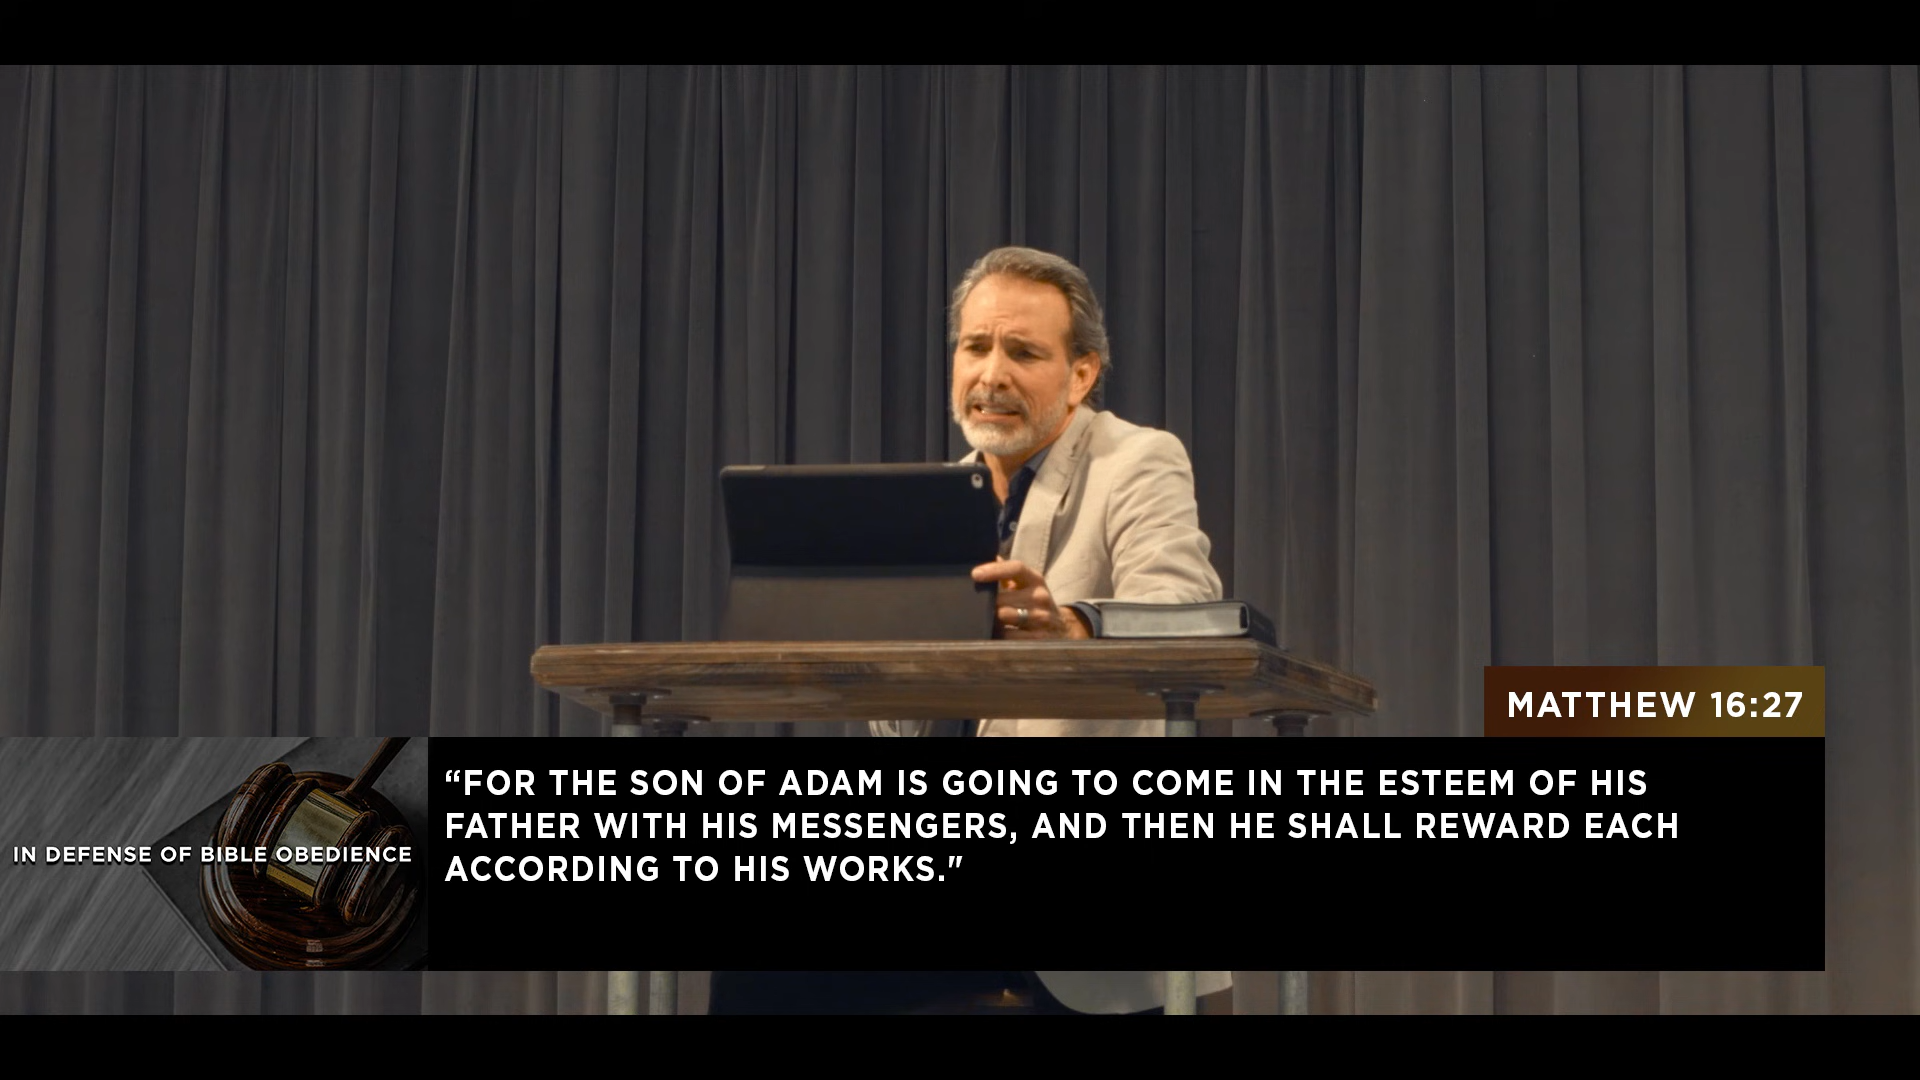 MATTHEW 16:27
IN DEFENSE OF BIBLE OBEDIENCE
“FOR THE SON OF ADAM IS GOING TO COME IN THE ESTEEM OF HIS
FATHER WITH HIS MESSENGERS, AND THEN HE SHALL REWARD EACH
ACCORDING TO HIS WORKS."